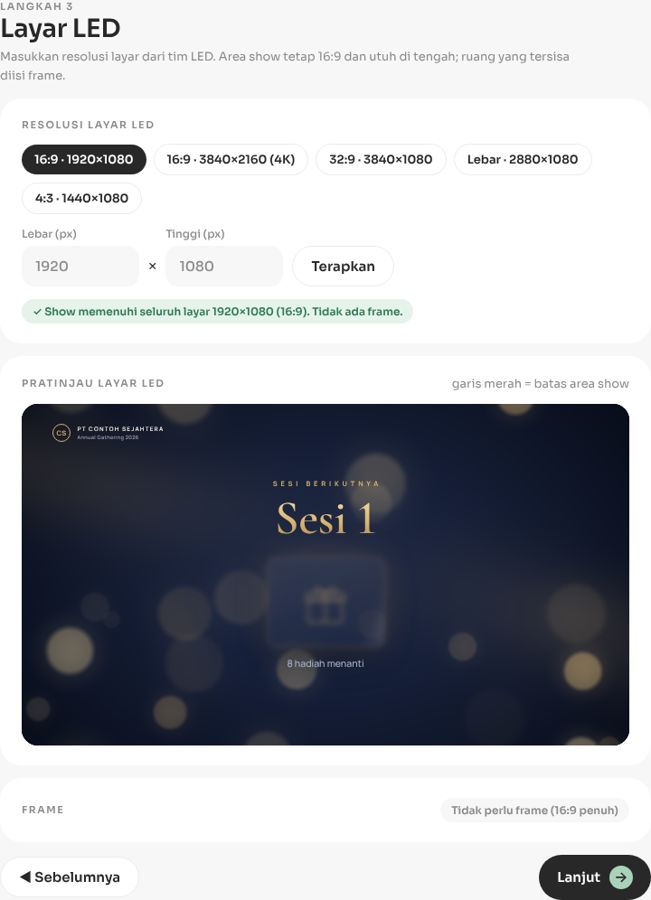 LANGKAH 3
Layar LED
Masukkan resolusi layar dari tim LED. Area show tetap 16:9 dan utuh di tengah; ruang yang tersisa
diisi frame.
RESOLUSI LAYAR LED
16:9 · 1920×1080
16:9 · 3840×2160 (4K)
32:9 · 3840×1080
Lebar · 2880×1080
4:3 · 1440×1080
Lebar (px)
Tinggi (px)
1920
×
1080
Terapkan
✓ Show memenuhi seluruh layar 1920×1080 (16:9). Tidak ada frame.
PRATINJAU LAYAR LED
garis merah = batas area show
CS
PT CONTOH SEJAHTERA
Annual Gathering 2026
SESI BERIKUTNYA
Sesi 1
8 hadiah menanti
FRAME
Tidak perlu frame (16:9 penuh)
◀ Sebelumnya
Lanjut →